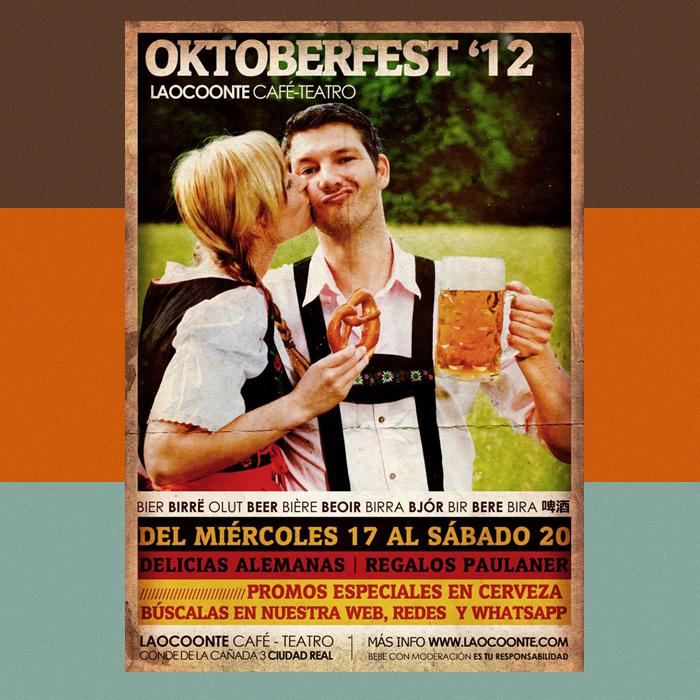 OKTOBERFEST ‘12
LAOCOONTE CAFÉ-TEATRO
BIER BIRRË OLUT BEER BIÈRE BEOIR BIRRA BJÓR BIR BERE BIRA 啤酒
DEL MIÉRCOLES 17 AL SÁBADO 20
DELICIAS ALEMANAS | REGALOS PAULANER
PROMOS ESPECIALES EN CERVEZA
BÚSCALAS EN NUESTRA WEB, REDES Y WHATSAPP
LAOCOONTE CAFÉ - TEATRO
CONDE DE LA CAÑADA 3 CIUDAD REAL
MÁS INFO WWW.LAOCOONTE.COM
BEBE CON MODERACIÓN ES TU RESPONSABILIDAD